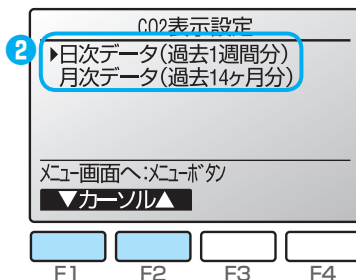 CO2表示設定
2
▶日次データ(過去1週間分)
月次データ(過去14ヶ月分)
メニュー画面へ:メニューボタン
▼カーソル▲
F1 F2 F3 F4